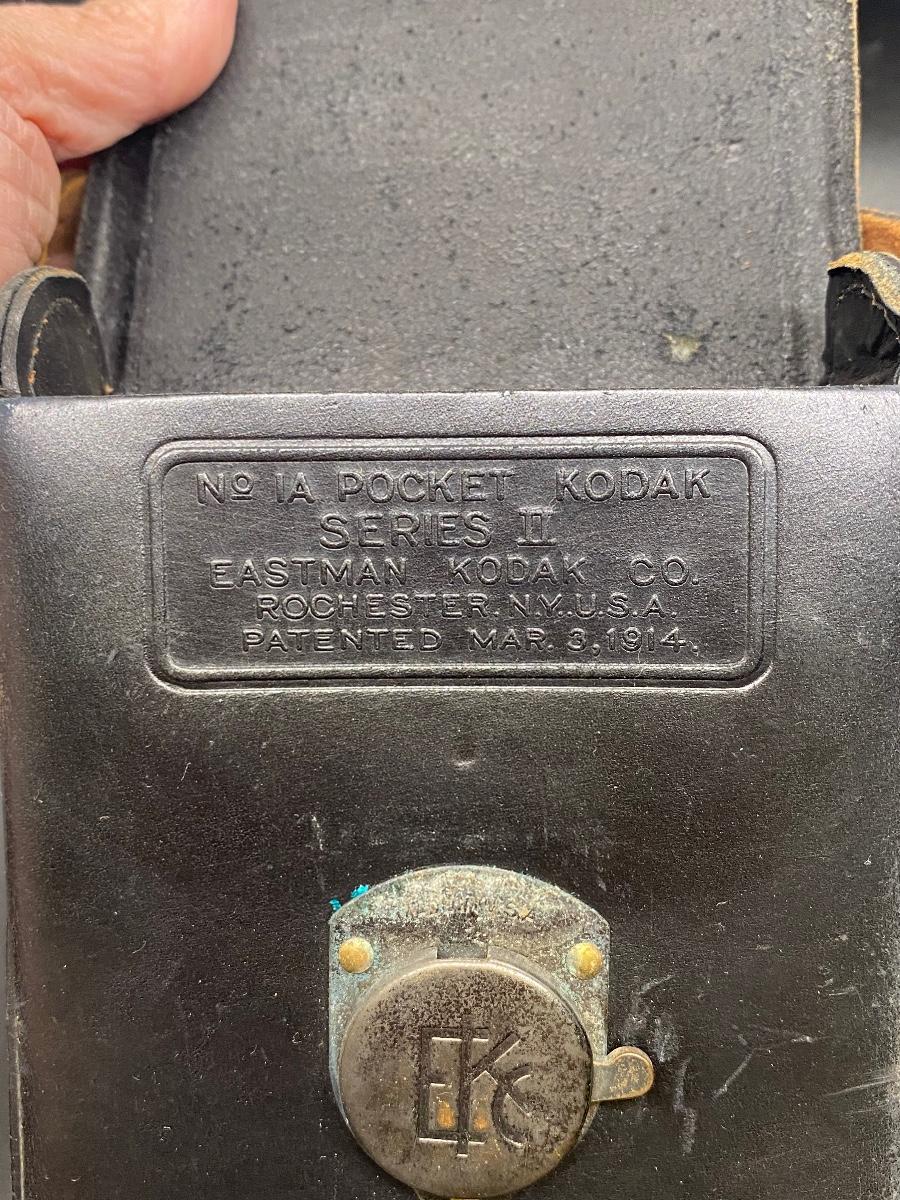 Nº 1A POCKET KODAK
SERIES II
EASTMAN KODAK CO.
ROCHESTER. N.Y. U.S.A.
PATENTED MAR. 3, 1914.
EKC